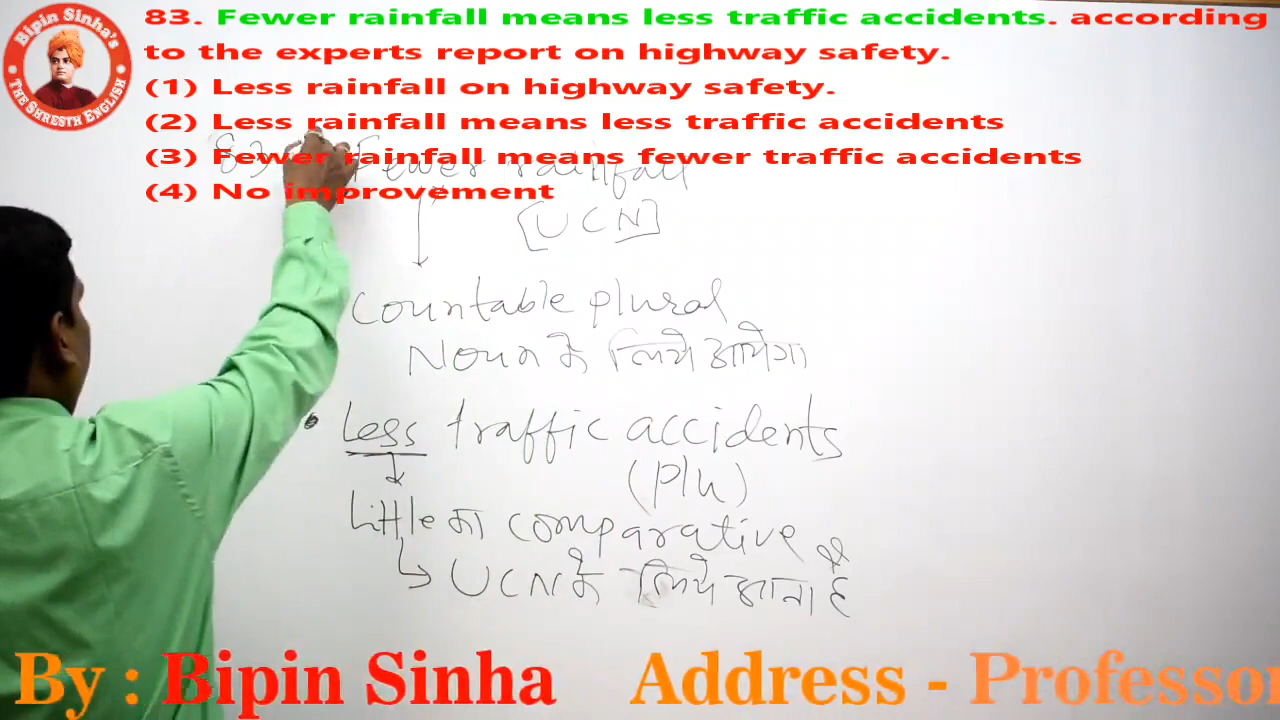 Bipin Sinha's
THE SHRESTH ENGLISH
83. Fewer rainfall means less traffic accidents. according
to the experts report on highway safety.
(1) Less rainfall on highway safety.
(2) Less rainfall means less traffic accidents
(3) Fewer rainfall means fewer traffic accidents
(4) No improvement
83 Fewer rainfall
[UCN]
Countable plural
Noun के लिये आयेगा
• Less traffic accidents
(Plu)
Little का comparative है
UCN के लिये आता है
By : Bipin Sinha Address - Professor